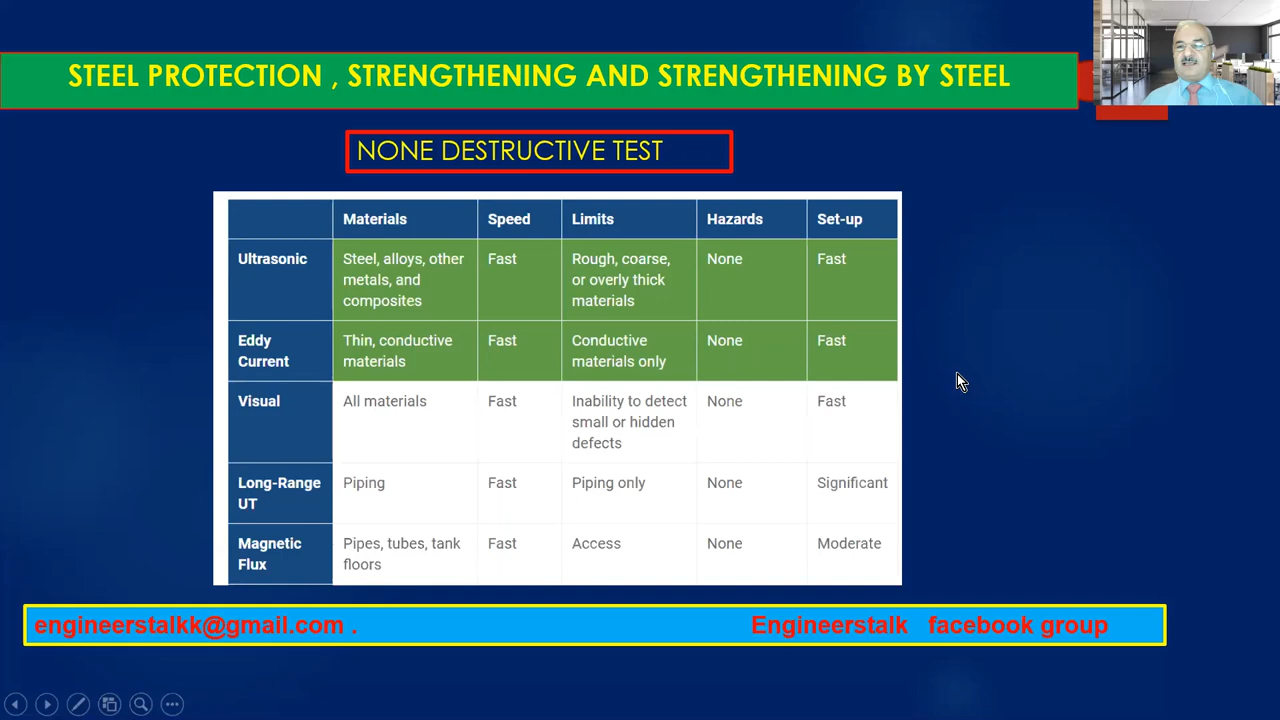 STEEL PROTECTION , STRENGTHENING AND STRENGTHENING BY STEEL
NONE DESTRUCTIVE TEST
Materials Speed Limits Hazards Set-up
Ultrasonic Steel, alloys, other Fast Rough, coarse, None Fast
metals, and or overly thick
composites materials
Eddy Thin, conductive Fast Conductive None Fast
Current materials materials only
Visual All materials Fast Inability to detect None Fast
small or hidden
defects
Long-Range Piping Fast Piping only None Significant
UT
Magnetic Pipes, tubes, tank Fast Access None Moderate
Flux floors
engineerstalkk@gmail.com . Engineerstalk facebook group